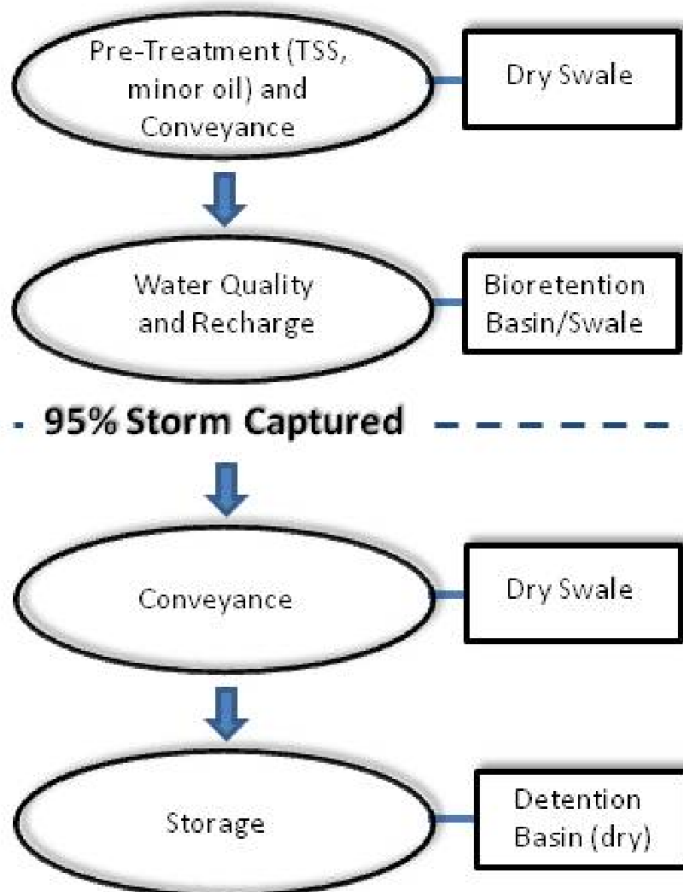 Pre-Treatment (TSS,
minor oil) and
Conveyance
Dry Swale
Water Quality
and Recharge
Bioretention
Basin/Swale
95% Storm Captured
Conveyance
Dry Swale
Storage
Detention
Basin (dry)